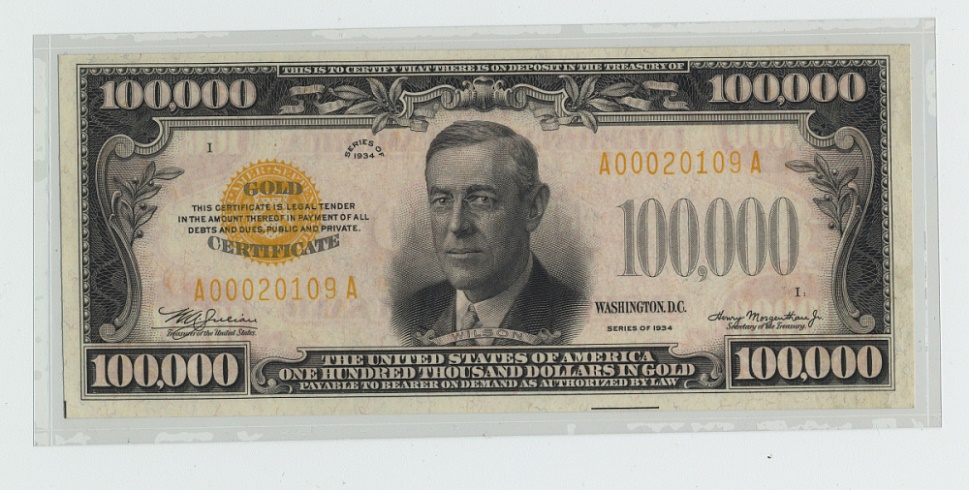 THIS IS TO CERTIFY THAT THERE IS ON DEPOSIT IN THE TREASURY OF
100,000
100,000
I
SERIES OF
1934
A00020109A
GOLD
THIS CERTIFICATE IS LEGAL TENDER
IN THE AMOUNT THEREOF IN PAYMENT OF ALL
DEBTS AND DUES, PUBLIC AND PRIVATE.
CERTIFICATE
100,000
A00020109A
I
WASHINGTON, D.C.
SERIES OF 1934
W A Julian
Treasurer of the United States.
Henry Morgenthau Jr
Secretary of the Treasury.
WILSON
100,000
THE UNITED STATES OF AMERICA
ONE HUNDRED THOUSAND DOLLARS IN GOLD
PAYABLE TO BEARER ON DEMAND AS AUTHORIZED BY LAW
100,000